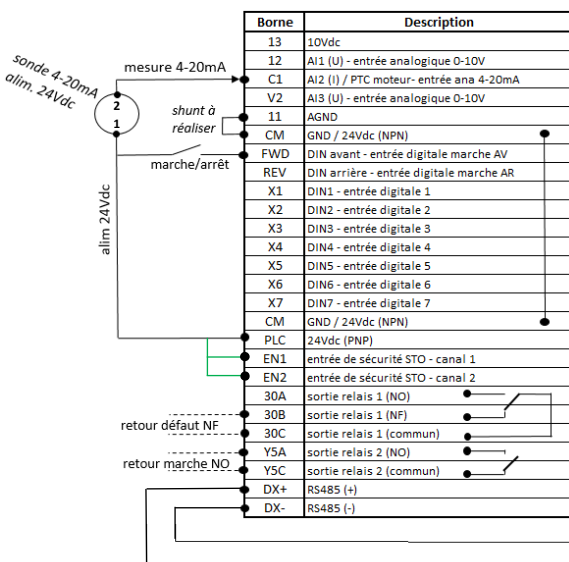 Borne Description
13 10Vdc
12 AI1 (U) - entrée analogique 0-10V
C1 AI2 (I) / PTC moteur- entrée ana 4-20mA
V2 AI3 (U) - entrée analogique 0-10V
11 AGND
CM GND / 24Vdc (NPN)
FWD DIN avant - entrée digitale marche AV
REV DIN arrière - entrée digitale marche AR
X1 DIN1 - entrée digitale 1
X2 DIN2 - entrée digitale 2
X3 DIN3 - entrée digitale 3
X4 DIN4 - entrée digitale 4
X5 DIN5 - entrée digitale 5
X6 DIN6 - entrée digitale 6
X7 DIN7 - entrée digitale 7
CM GND / 24Vdc (NPN)
PLC 24Vdc (PNP)
EN1 entrée de sécurité STO - canal 1
EN2 entrée de sécurité STO - canal 2
30A sortie relais 1 (NO)
30B sortie relais 1 (NF)
30C sortie relais 1 (commun)
Y5A sortie relais 2 (NO)
Y5C sortie relais 2 (commun)
DX+ RS485 (+)
DX- RS485 (-)
sonde 4-20mA
alim. 24Vdc
mesure 4-20mA
2
1
shunt à
réaliser
marche/arrêt
alim 24Vdc
retour défaut NF
retour marche NO